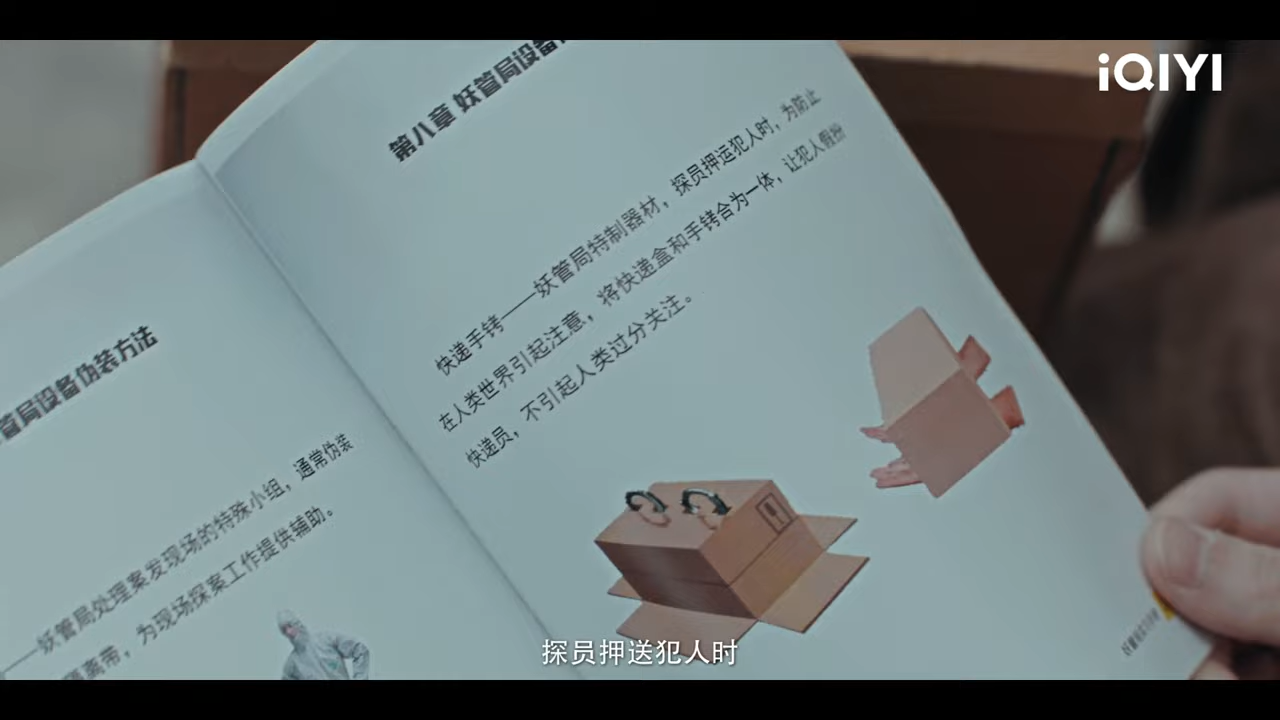 iQIYI
管局设备伪装方法
——妖管局处理案发现场的特殊小组，通常伪装
隔离带，为现场探案工作提供辅助。
第八章 妖管局设备
快递手铐——妖管局特制器材，探员押运犯人时，为防止
在人类世界引起注意，将快递盒和手铐合为一体，让犯人假扮
快递员，不引起人类过分关注。
探员押送犯人时